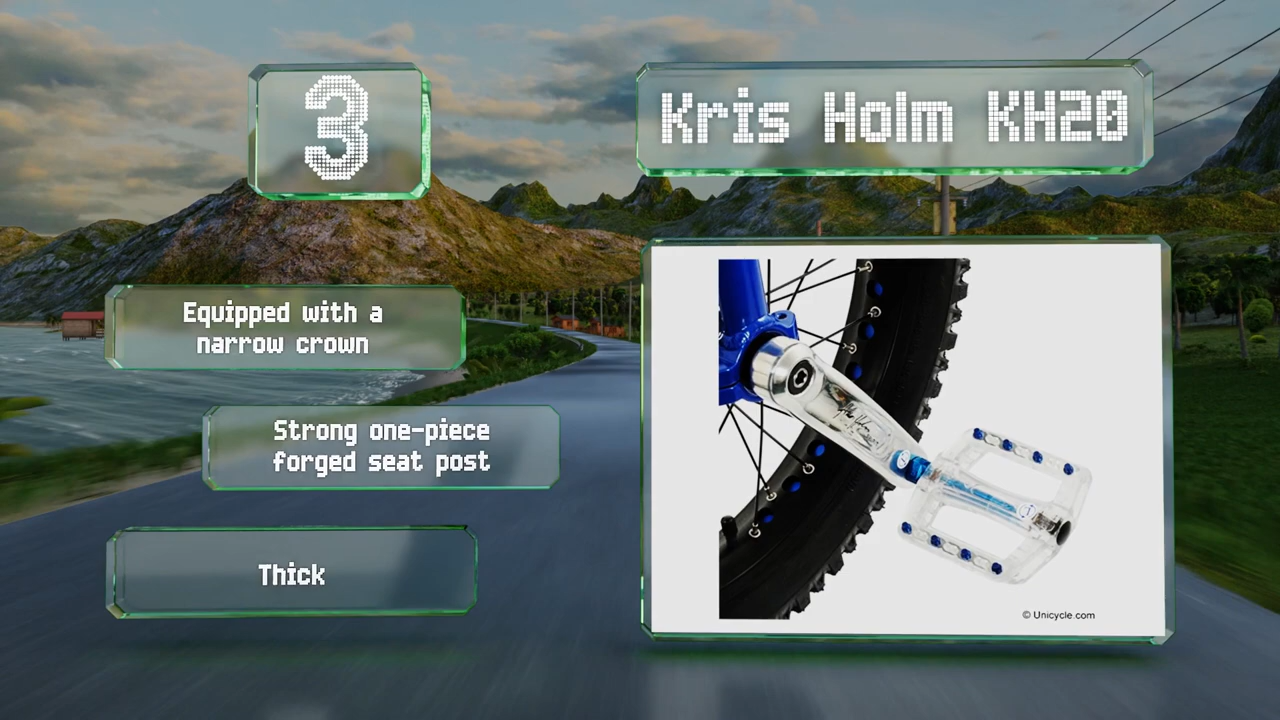 3
Kris Holm KH20
Equipped with a
narrow crown
Strong one-piece
forged seat post
Thick
© Unicycle.com